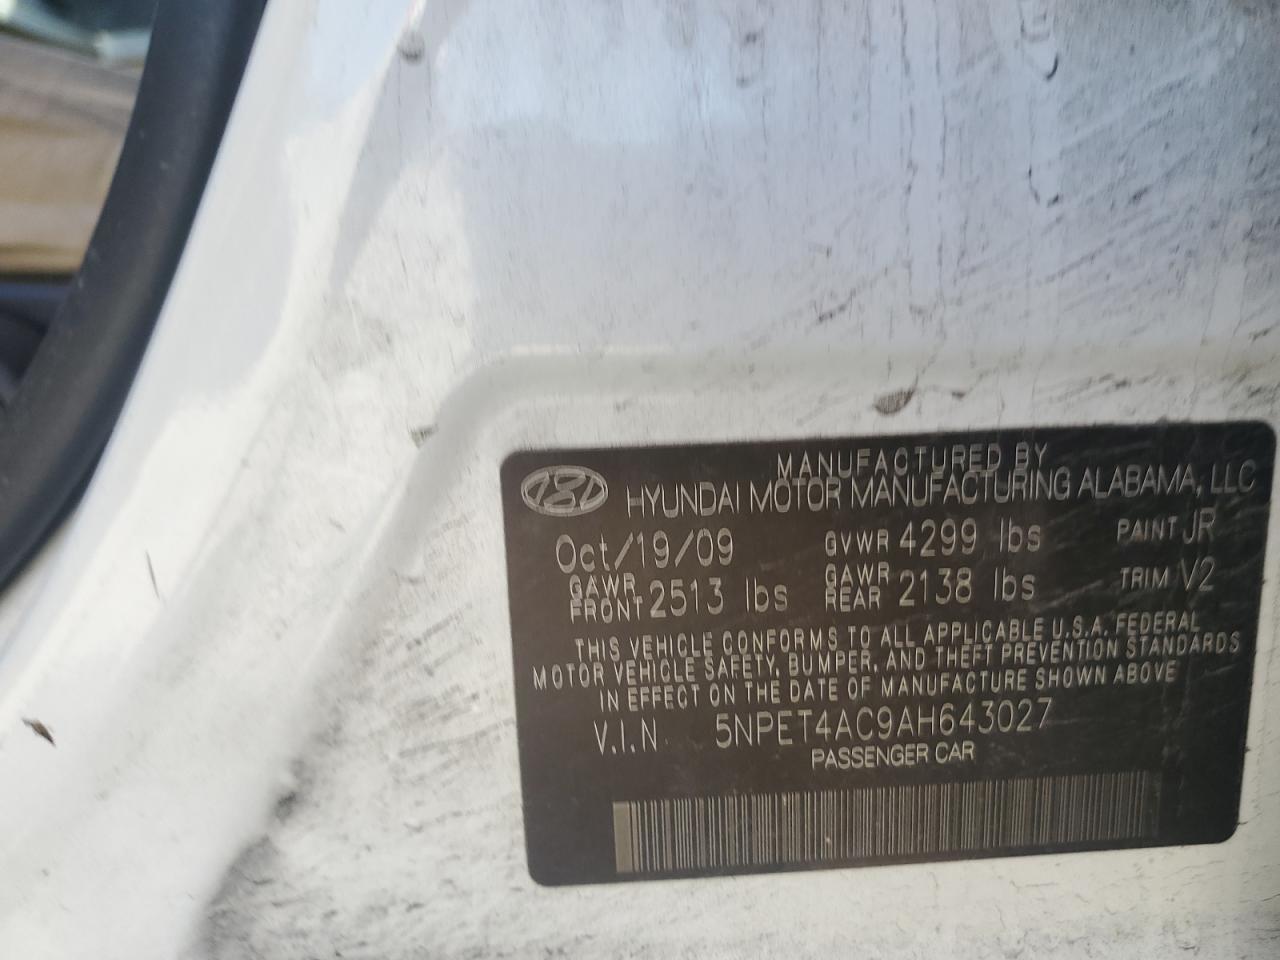 MANUFACTURED BY
HYUNDAI MOTOR MANUFACTURING ALABAMA, LLC
Oct/19/09 GVWR 4299 lbs PAINT JR
GAWR FRONT 2513 lbs GAWR REAR 2138 lbs TRIM V2
THIS VEHICLE CONFORMS TO ALL APPLICABLE U.S.A. FEDERAL
MOTOR VEHICLE SAFETY, BUMPER, AND THEFT PREVENTION STANDARDS
IN EFFECT ON THE DATE OF MANUFACTURE SHOWN ABOVE
V.I.N 5NPET4AC9AH643027
PASSENGER CAR